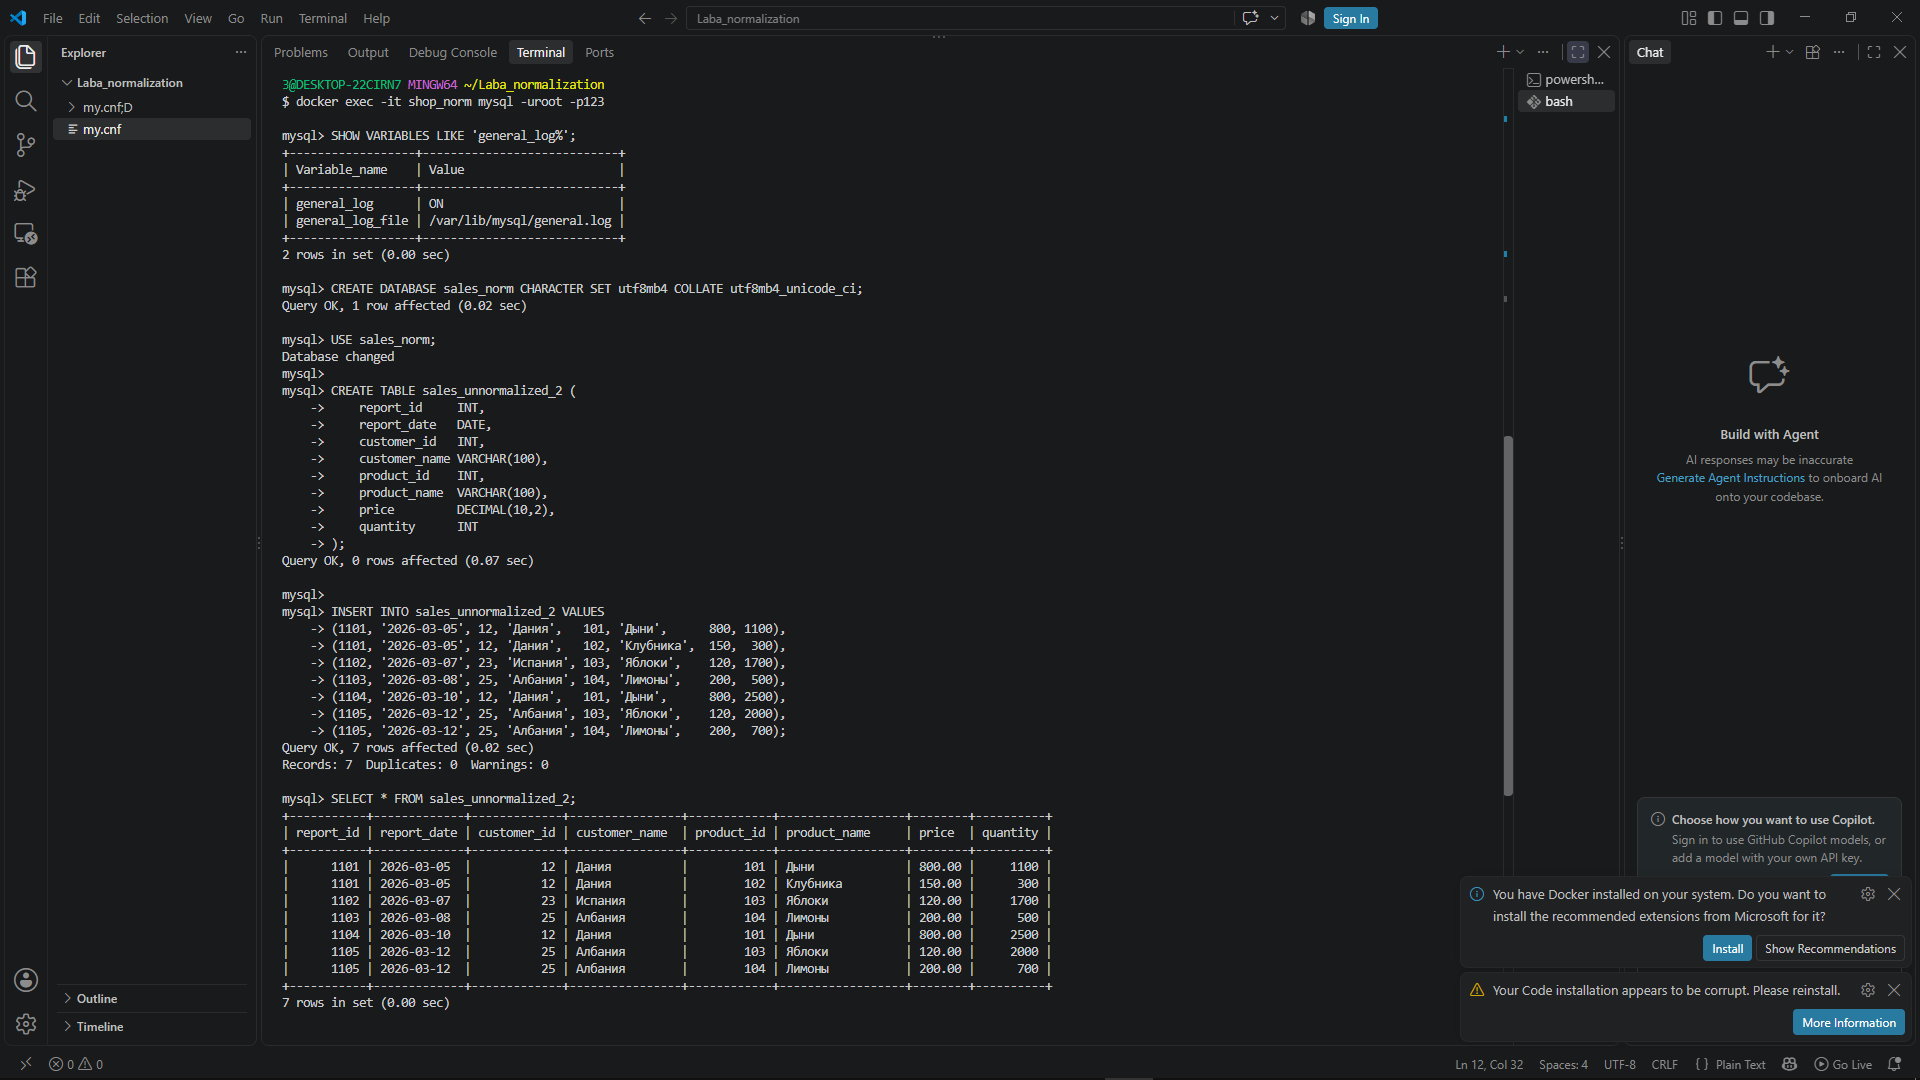 File Edit Selection View Go Run Terminal Help
Laba_normalization
Sign In
Explorer
Laba_normalization
my.cnf;D
my.cnf
Outline
Timeline
Problems Output Debug Console Terminal Ports
powersh...
bash
3@DESKTOP-22CIRN7 MINGW64 ~/Laba_normalization
$ docker exec -it shop_norm mysql -uroot -p123
mysql> SHOW VARIABLES LIKE 'general_log%';
+------------------+----------------------------+
| Variable_name    | Value                      |
+------------------+----------------------------+
| general_log      | ON                         |
| general_log_file | /var/lib/mysql/general.log |
+------------------+----------------------------+
2 rows in set (0.00 sec)
mysql> CREATE DATABASE sales_norm CHARACTER SET utf8mb4 COLLATE utf8mb4_unicode_ci;
Query OK, 1 row affected (0.02 sec)
mysql> USE sales_norm;
Database changed
mysql>
mysql> CREATE TABLE sales_unnormalized_2 (
    ->     report_id     INT,
    ->     report_date   DATE,
    ->     customer_id   INT,
    ->     customer_name VARCHAR(100),
    ->     product_id    INT,
    ->     product_name  VARCHAR(100),
    ->     price         DECIMAL(10,2),
    ->     quantity      INT
    -> );
Query OK, 0 rows affected (0.07 sec)
mysql>
mysql> INSERT INTO sales_unnormalized_2 VALUES
    -> (1101, '2026-03-05', 12, 'Дания',   101, 'Дыни',      800, 1100),
    -> (1101, '2026-03-05', 12, 'Дания',   102, 'Клубника',  150,  300),
    -> (1102, '2026-03-07', 23, 'Испания', 103, 'Яблоки',    120, 1700),
    -> (1103, '2026-03-08', 25, 'Албания', 104, 'Лимоны',    200,  500),
    -> (1104, '2026-03-10', 12, 'Дания',   101, 'Дыни',      800, 2500),
    -> (1105, '2026-03-12', 25, 'Албания', 103, 'Яблоки',    120, 2000),
    -> (1105, '2026-03-12', 25, 'Албания', 104, 'Лимоны',    200,  700);
Query OK, 7 rows affected (0.02 sec)
Records: 7  Duplicates: 0  Warnings: 0
mysql> SELECT * FROM sales_unnormalized_2;
+-----------+-------------+-------------+----------------+------------+------------------+--------+----------+
| report_id | report_date | customer_id | customer_name  | product_id | product_name     | price  | quantity |
+-----------+-------------+-------------+----------------+------------+------------------+--------+----------+
|      1101 | 2026-03-05  |          12 | Дания          |        101 | Дыни             | 800.00 |     1100 |
|      1101 | 2026-03-05  |          12 | Дания          |        102 | Клубника         | 150.00 |      300 |
|      1102 | 2026-03-07  |          23 | Испания        |        103 | Яблоки           | 120.00 |     1700 |
|      1103 | 2026-03-08  |          25 | Албания        |        104 | Лимоны           | 200.00 |      500 |
|      1104 | 2026-03-10  |          12 | Дания          |        101 | Дыни             | 800.00 |     2500 |
|      1105 | 2026-03-12  |          25 | Албания        |        103 | Яблоки           | 120.00 |     2000 |
|      1105 | 2026-03-12  |          25 | Албания        |        104 | Лимоны           | 200.00 |      700 |
+-----------+-------------+-------------+----------------+------------+------------------+--------+----------+
7 rows in set (0.00 sec)
Chat
Build with Agent
AI responses may be inaccurate
Generate Agent Instructions to onboard AI
onto your codebase.
Choose how you want to use Copilot.
Sign in to use GitHub Copilot models, or
add a model with your own API key.
You have Docker installed on your system. Do you want to
install the recommended extensions from Microsoft for it?
Install Show Recommendations
Your Code installation appears to be corrupt. Please reinstall.
More Information
0 0
Ln 12, Col 32 Spaces: 4 UTF-8 CRLF { } Plain Text Go Live